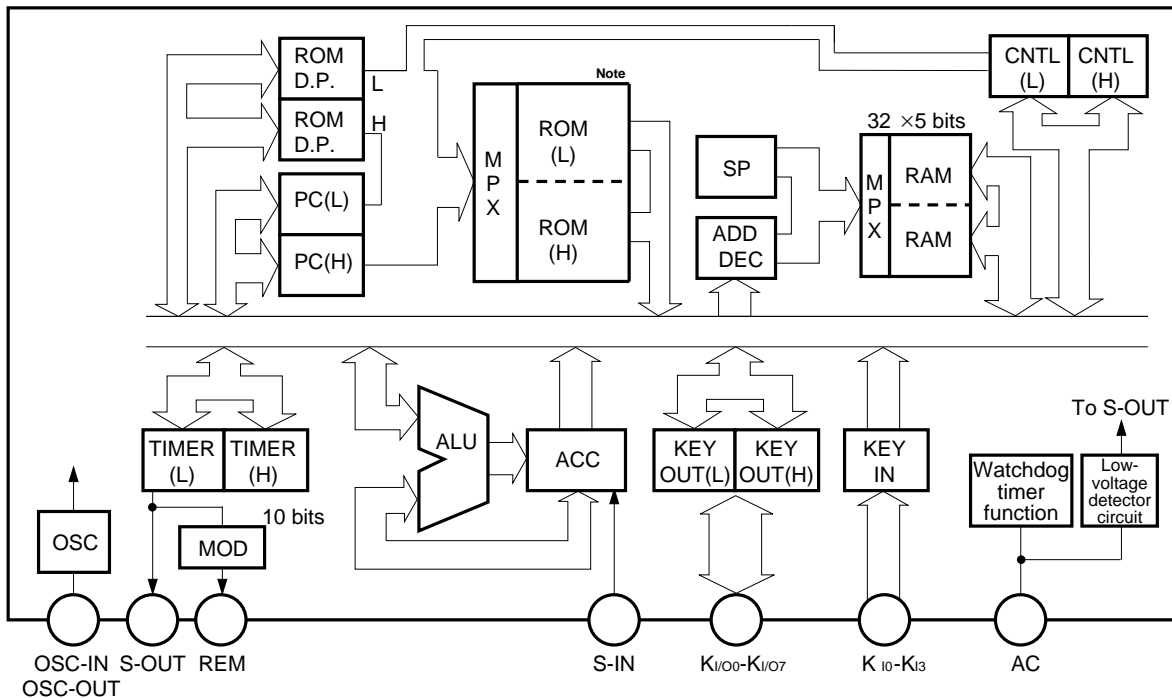 ROM
D.P.
L
H
ROM
D.P.
PC(L)
PC(H)
Note
M
P
X
ROM
(L)
ROM
(H)
SP
ADD
DEC
32 ×5 bits
M
P
X
RAM
RAM
CNTL
(L)
CNTL
(H)
TIMER
(L)
TIMER
(H)
10 bits
OSC
MOD
ALU
ACC
KEY
OUT(L)
KEY
OUT(H)
KEY
IN
Watchdog
timer
function
To S-OUT
Low-
voltage
detector
circuit
OSC-IN
OSC-OUT
S-OUT
REM
S-IN
KI/O0-KI/O7
K I0-KI3
AC